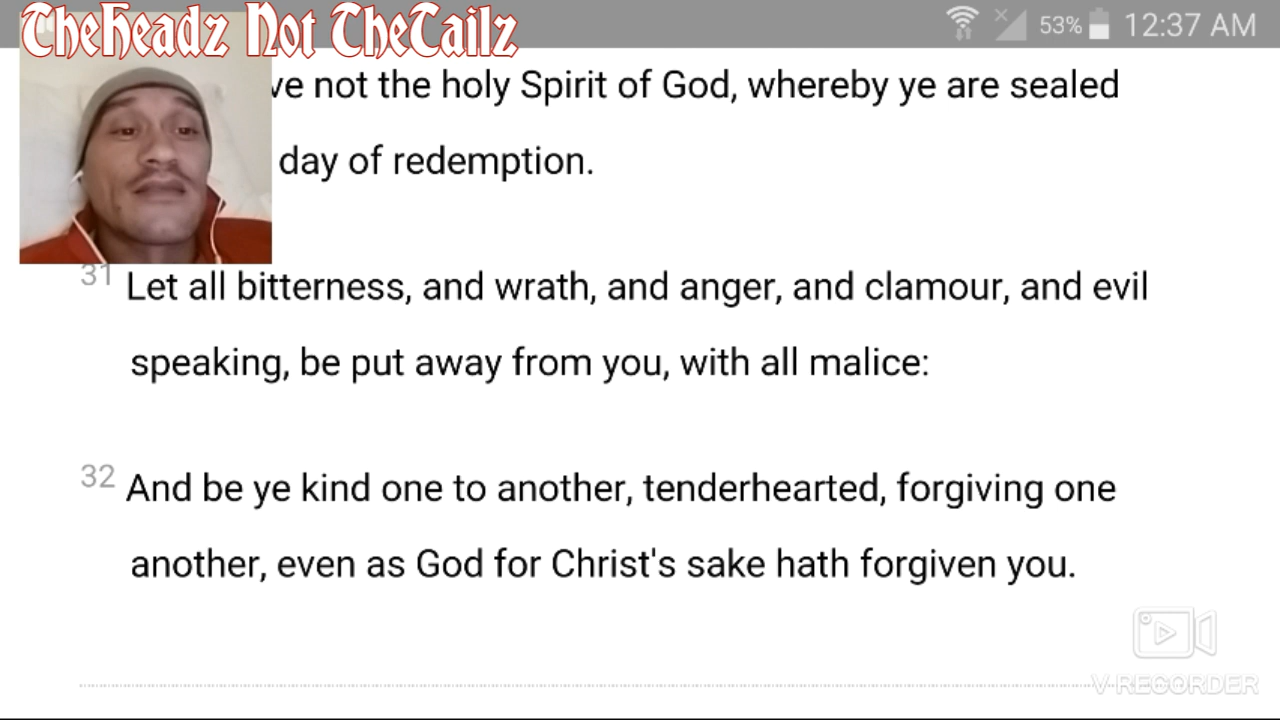 TheHeadz Not TheTailz
53% 12:37 AM
ve not the holy Spirit of God, whereby ye are sealed
day of redemption.
31 Let all bitterness, and wrath, and anger, and clamour, and evil
speaking, be put away from you, with all malice:
32 And be ye kind one to another, tenderhearted, forgiving one
another, even as God for Christ's sake hath forgiven you.
V RECORDER